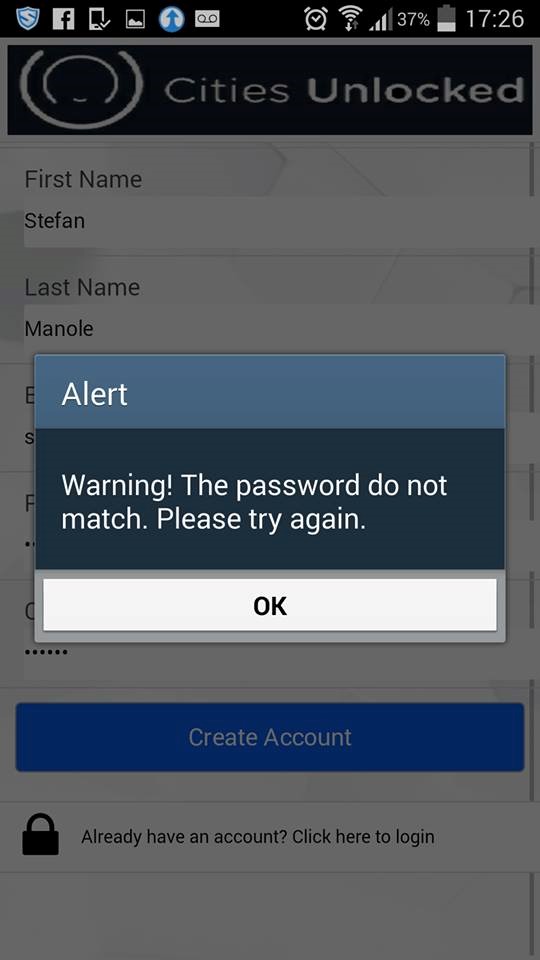 37% 17:26
Cities Unlocked
First Name
Stefan
Last Name
Manole
Alert
Warning! The password do not
match. Please try again.
OK
••••••
Create Account
Already have an account? Click here to login